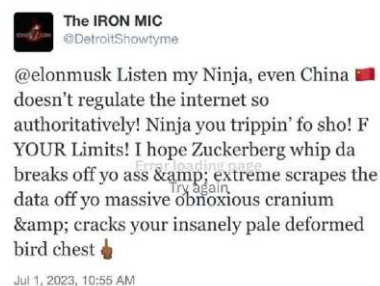 The IRON MIC
@DetroitShowtyme
@elonmusk Listen my Ninja, even China 🇨🇳
doesn't regulate the internet so
authoritatively! Ninja you trippin' fo sho! F
YOUR Limits! I hope Zuckerberg whip da
breaks off yo ass &amp; extreme scrapes the
Error loading page
data off yo massive obnoxious cranium
Try again
&amp; cracks your insanely pale deformed
bird chest🖕🏾
Jul 1, 2023, 10:55 AM